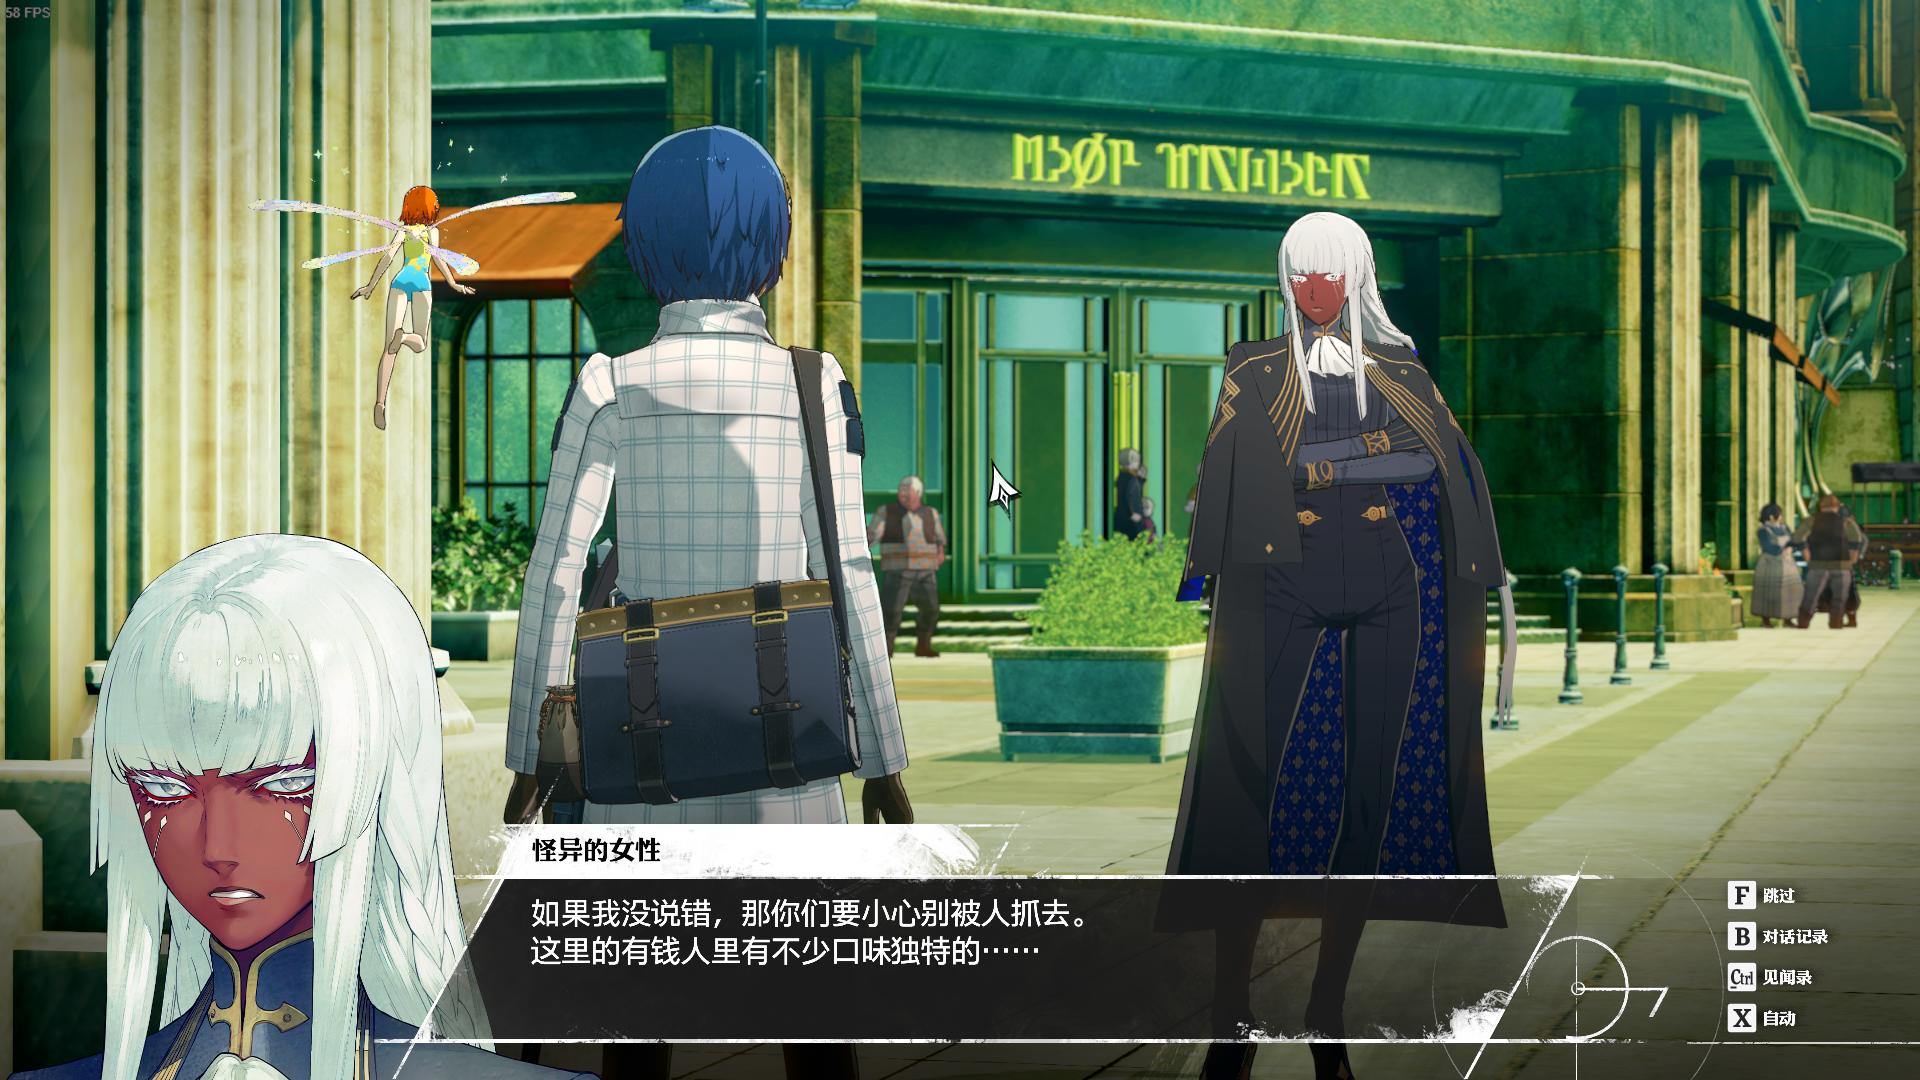 58 FPS
怪异的女性
如果我没说错，那你们要小心别被人抓去。
这里的有钱人里有不少口味独特的……
F 跳过
B 对话记录
Ctrl 见闻录
X 自动